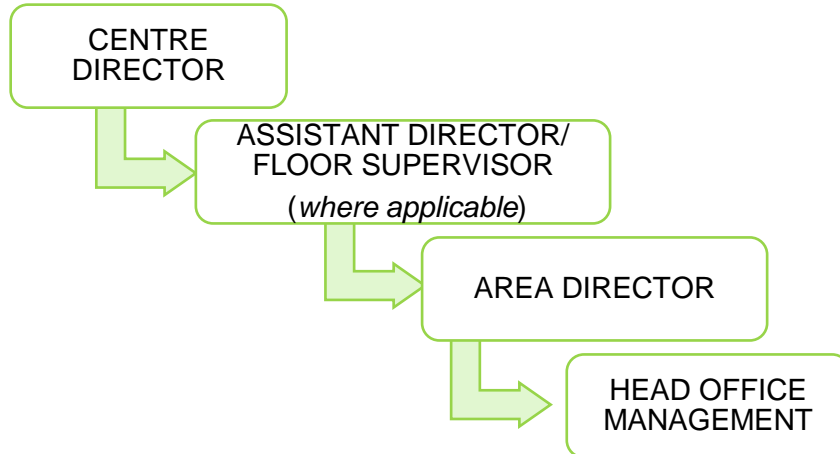 CENTRE
DIRECTOR
ASSISTANT DIRECTOR/
FLOOR SUPERVISOR
(where applicable)
AREA DIRECTOR
HEAD OFFICE
MANAGEMENT